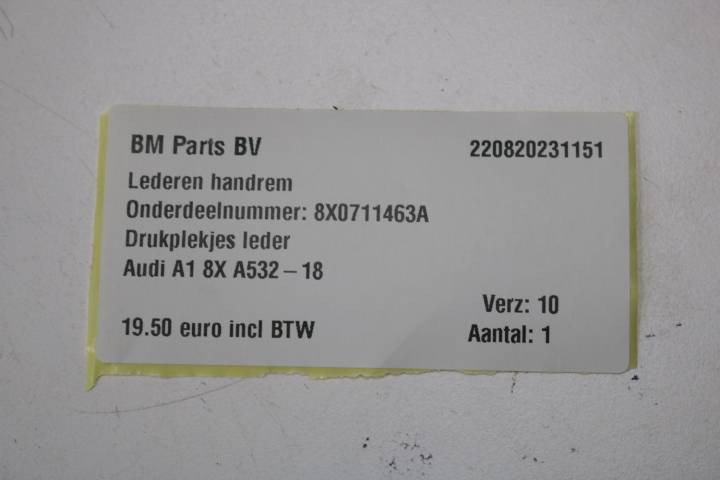 BM Parts BV 220820231151
Lederen handrem
Onderdeelnummer: 8X0711463A
Drukplekjes leder
Audi A1 8X A532 – 18
Verz: 10
19.50 euro incl BTW Aantal: 1